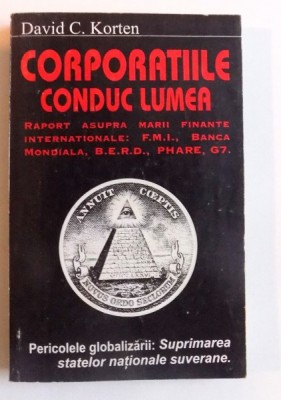 David C. Korten
CORPORATIILE
CONDUC LUMEA
RAPORT ASUPRA MARII FINANTE
INTERNATIONALE: F.M.I., BANCA
MONDIALA, B.E.R.D., PHARE, G7.
ANNUIT CŒPTIS
NOVUS ORDO SECLORUM
Pericolele globalizării: Suprimarea
statelor naționale suverane.